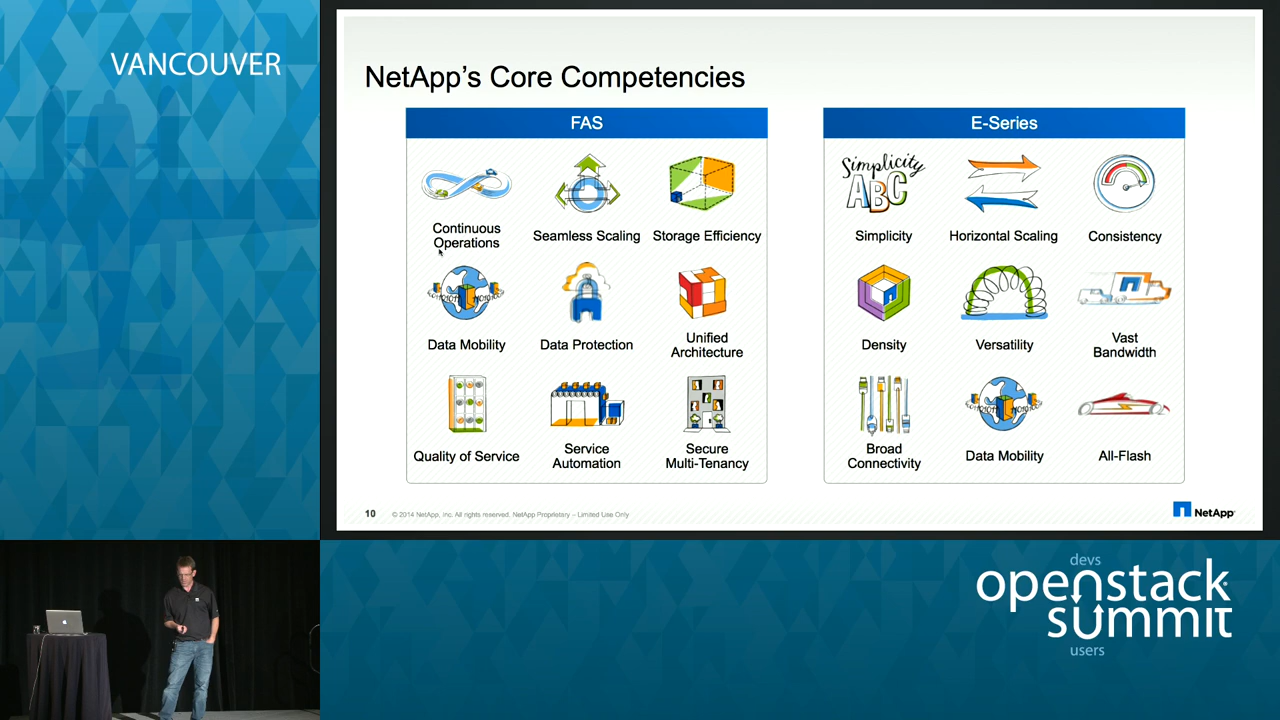 VANCOUVER
NetApp's Core Competencies
FAS
Continuous
Operations
Seamless Scaling
Storage Efficiency
Data Mobility
Data Protection
Unified
Architecture
Quality of Service
Service
Automation
Secure
Multi-Tenancy
E-Series
Simplicity
ABC
Simplicity
Horizontal Scaling
Consistency
Density
Versatility
Vast
Bandwidth
Broad
Connectivity
Data Mobility
All-Flash
10
© 2014 NetApp, Inc. All rights reserved. NetApp Proprietary – Limited Use Only
NetApp
devs
openstack
summit
users